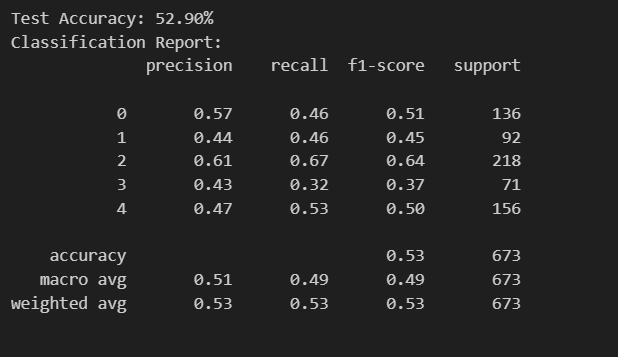 Test Accuracy: 52.90%
Classification Report:
              precision    recall  f1-score   support

           0       0.57      0.46      0.51       136
           1       0.44      0.46      0.45        92
           2       0.61      0.67      0.64       218
           3       0.43      0.32      0.37        71
           4       0.47      0.53      0.50       156

    accuracy                           0.53       673
   macro avg       0.51      0.49      0.49       673
weighted avg       0.53      0.53      0.53       673